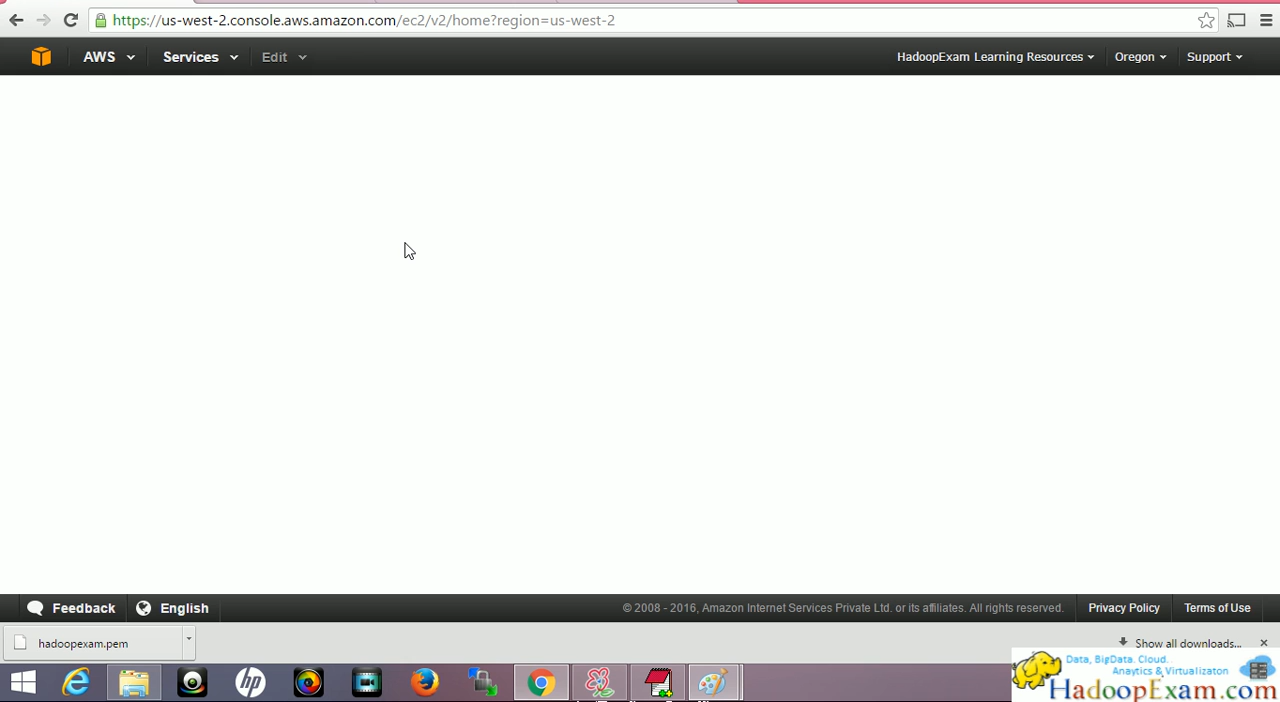 https://us-west-2.console.aws.amazon.com/ec2/v2/home?region=us-west-2
AWS Services Edit HadoopExam Learning Resources Oregon Support
Feedback English © 2008 - 2016, Amazon Internet Services Private Ltd. or its affiliates. All rights reserved. Privacy Policy Terms of Use
hadoopexam.pem Show all downloads...
Data, BigData. Cloud.
Anaytics & Virtualizaton
HadoopExam.com